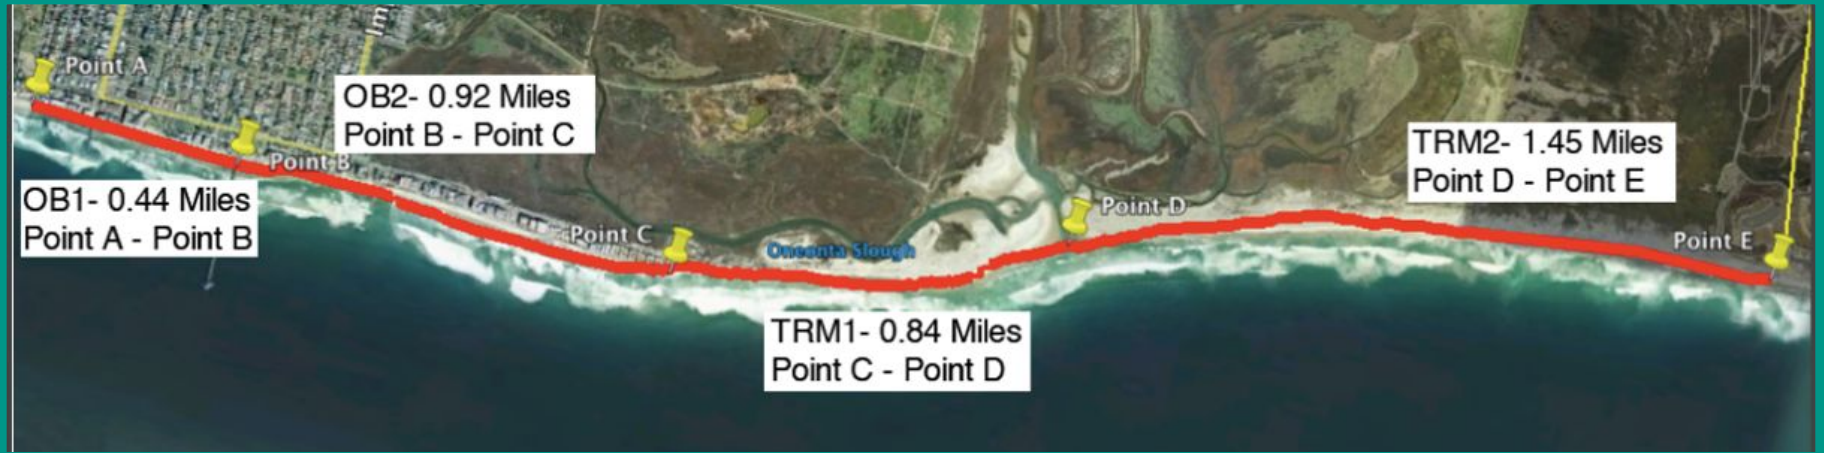 Point A
Im
OB2- 0.92 Miles
Point B - Point C
Point B
OB1- 0.44 Miles
Point A - Point B
Point C
Oneonta Slough
Point D
TRM2- 1.45 Miles
Point D - Point E
Point E
TRM1- 0.84 Miles
Point C - Point D